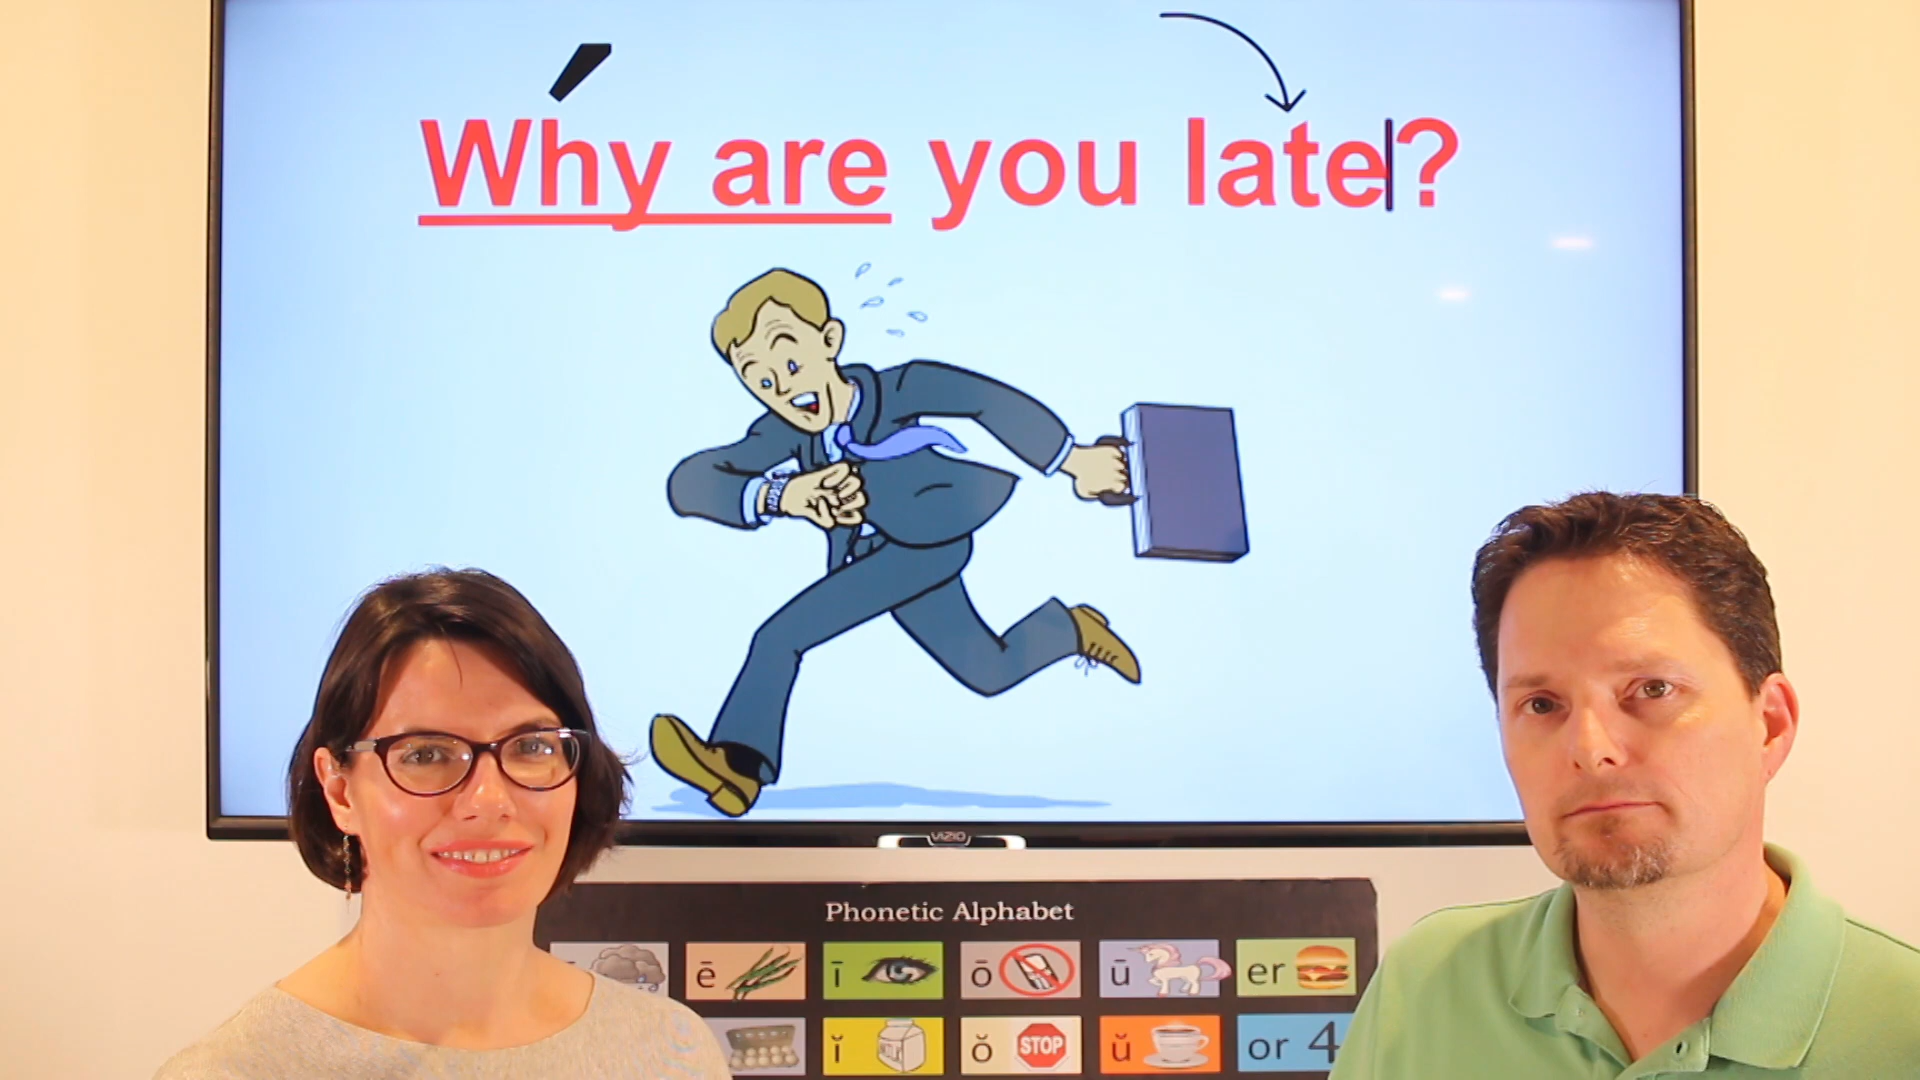 Why are you late?
VIZIO
Phonetic Alphabet
ē ī ō ū er
ĭ ŏ STOP ŭ or 4